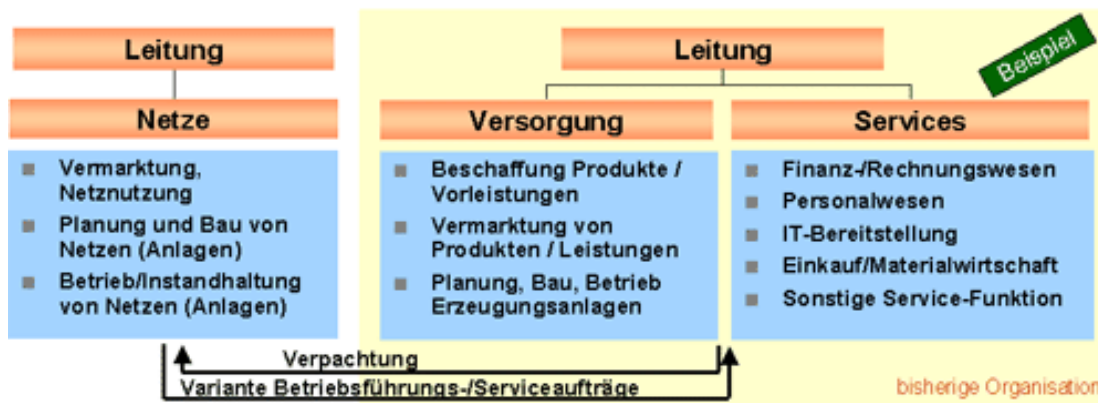 Leitung
Netze
Vermarktung,
Netznutzung
Planung und Bau von
Netzen (Anlagen)
Betrieb/Instandhaltung
von Netzen (Anlagen)
Leitung
Beispiel
Versorgung
Beschaffung Produkte /
Vorleistungen
Vermarktung von
Produkten / Leistungen
Planung, Bau, Betrieb
Erzeugungsanlagen
Services
Finanz-/Rechnungswesen
Personalwesen
IT-Bereitstellung
Einkauf/Materialwirtschaft
Sonstige Service-Funktion
Verpachtung
Variante Betriebsführungs-/Serviceaufträge
bisherige Organisation